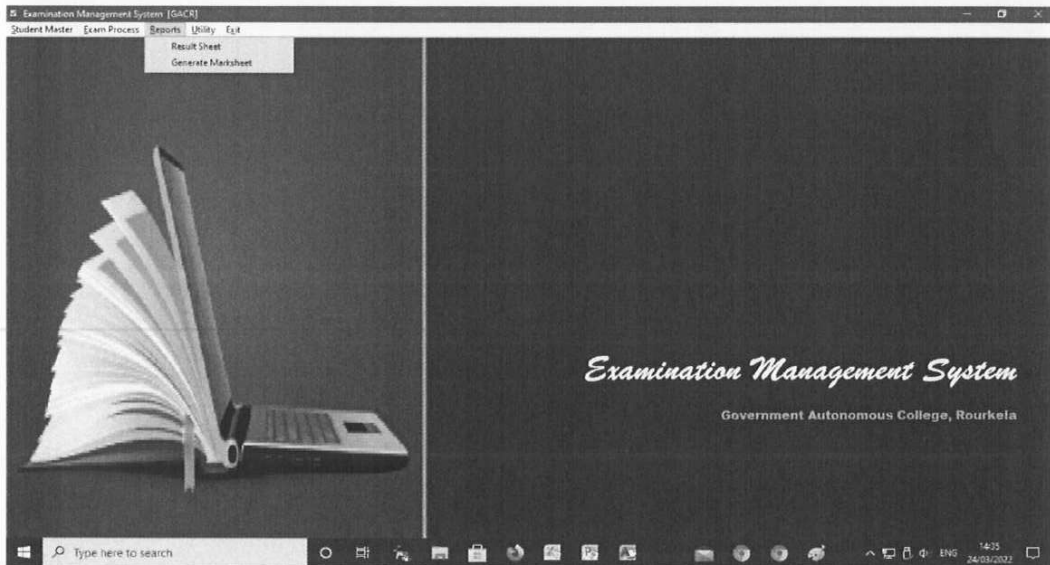 Examination Management System [GACR]
Student Master Exam Process Reports Utility Exit
Result Sheet
Generate Marksheet
Examination Management System
Government Autonomous College, Rourkela
Type here to search
Ps
ENG
14:35
24/03/2022